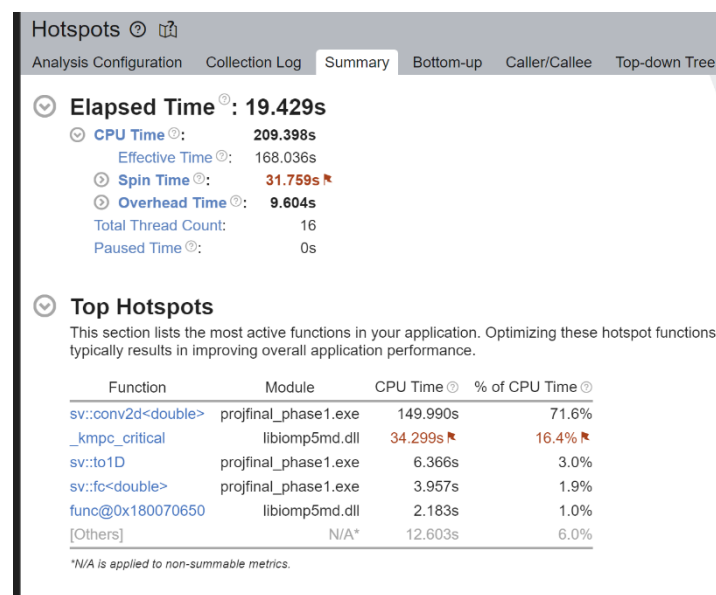 Hotspots
Analysis Configuration Collection Log Summary Bottom-up Caller/Callee Top-down Tree
Elapsed Time ?: 19.429s
CPU Time ?: 209.398s
Effective Time ?: 168.036s
Spin Time ?: 31.759s
Overhead Time ?: 9.604s
Total Thread Count: 16
Paused Time ?: 0s
Top Hotspots
This section lists the most active functions in your application. Optimizing these hotspot functions
typically results in improving overall application performance.
Function Module CPU Time ? % of CPU Time ?
sv::conv2d<double> projfinal_phase1.exe 149.990s 71.6%
_kmpc_critical libiomp5md.dll 34.299s 16.4%
sv::to1D projfinal_phase1.exe 6.366s 3.0%
sv::fc<double> projfinal_phase1.exe 3.957s 1.9%
func@0x180070650 libiomp5md.dll 2.183s 1.0%
[Others] N/A* 12.603s 6.0%
*N/A is applied to non-summable metrics.